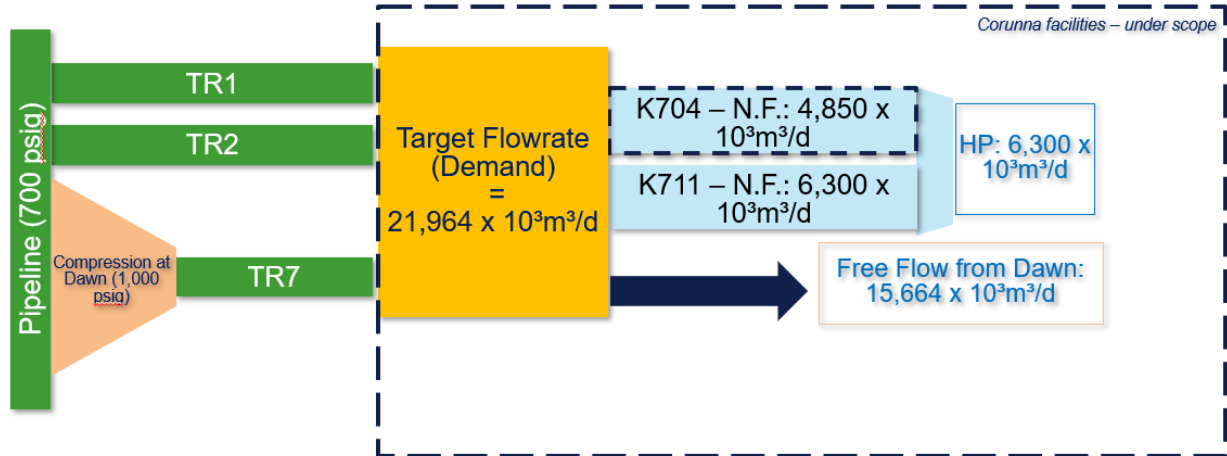 Corunna facilities – under scope
Pipeline (700 psig)
TR1
TR2
Compression at
Dawn (1,000
psig)
TR7
Target Flowrate
(Demand)
=
21,964 x 10³m³/d
K704 – N.F.: 4,850 x
10³m³/d
K711 – N.F.: 6,300 x
10³m³/d
HP: 6,300 x
10³m³/d
Free Flow from Dawn:
15,664 x 10³m³/d